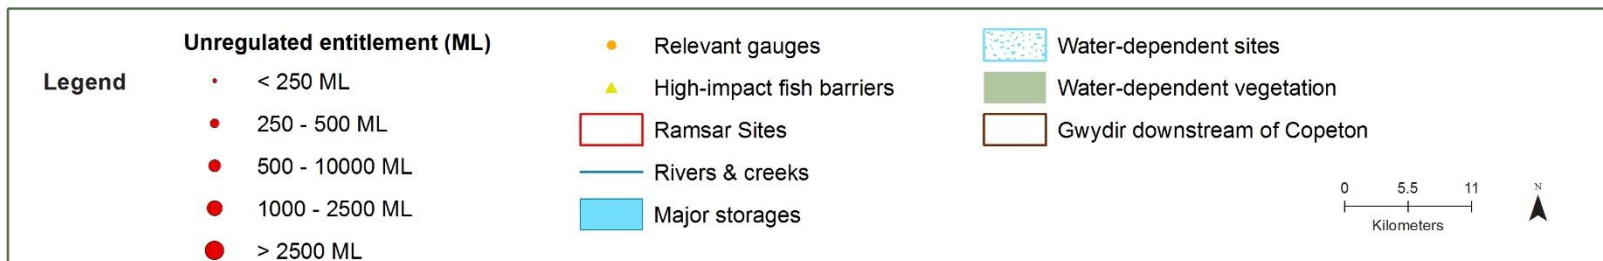 Legend
Unregulated entitlement (ML)
< 250 ML
250 - 500 ML
500 - 10000 ML
1000 - 2500 ML
> 2500 ML
Relevant gauges
High-impact fish barriers
Ramsar Sites
Rivers & creeks
Major storages
Water-dependent sites
Water-dependent vegetation
Gwydir downstream of Copeton
0 5.5 11
Kilometers
N